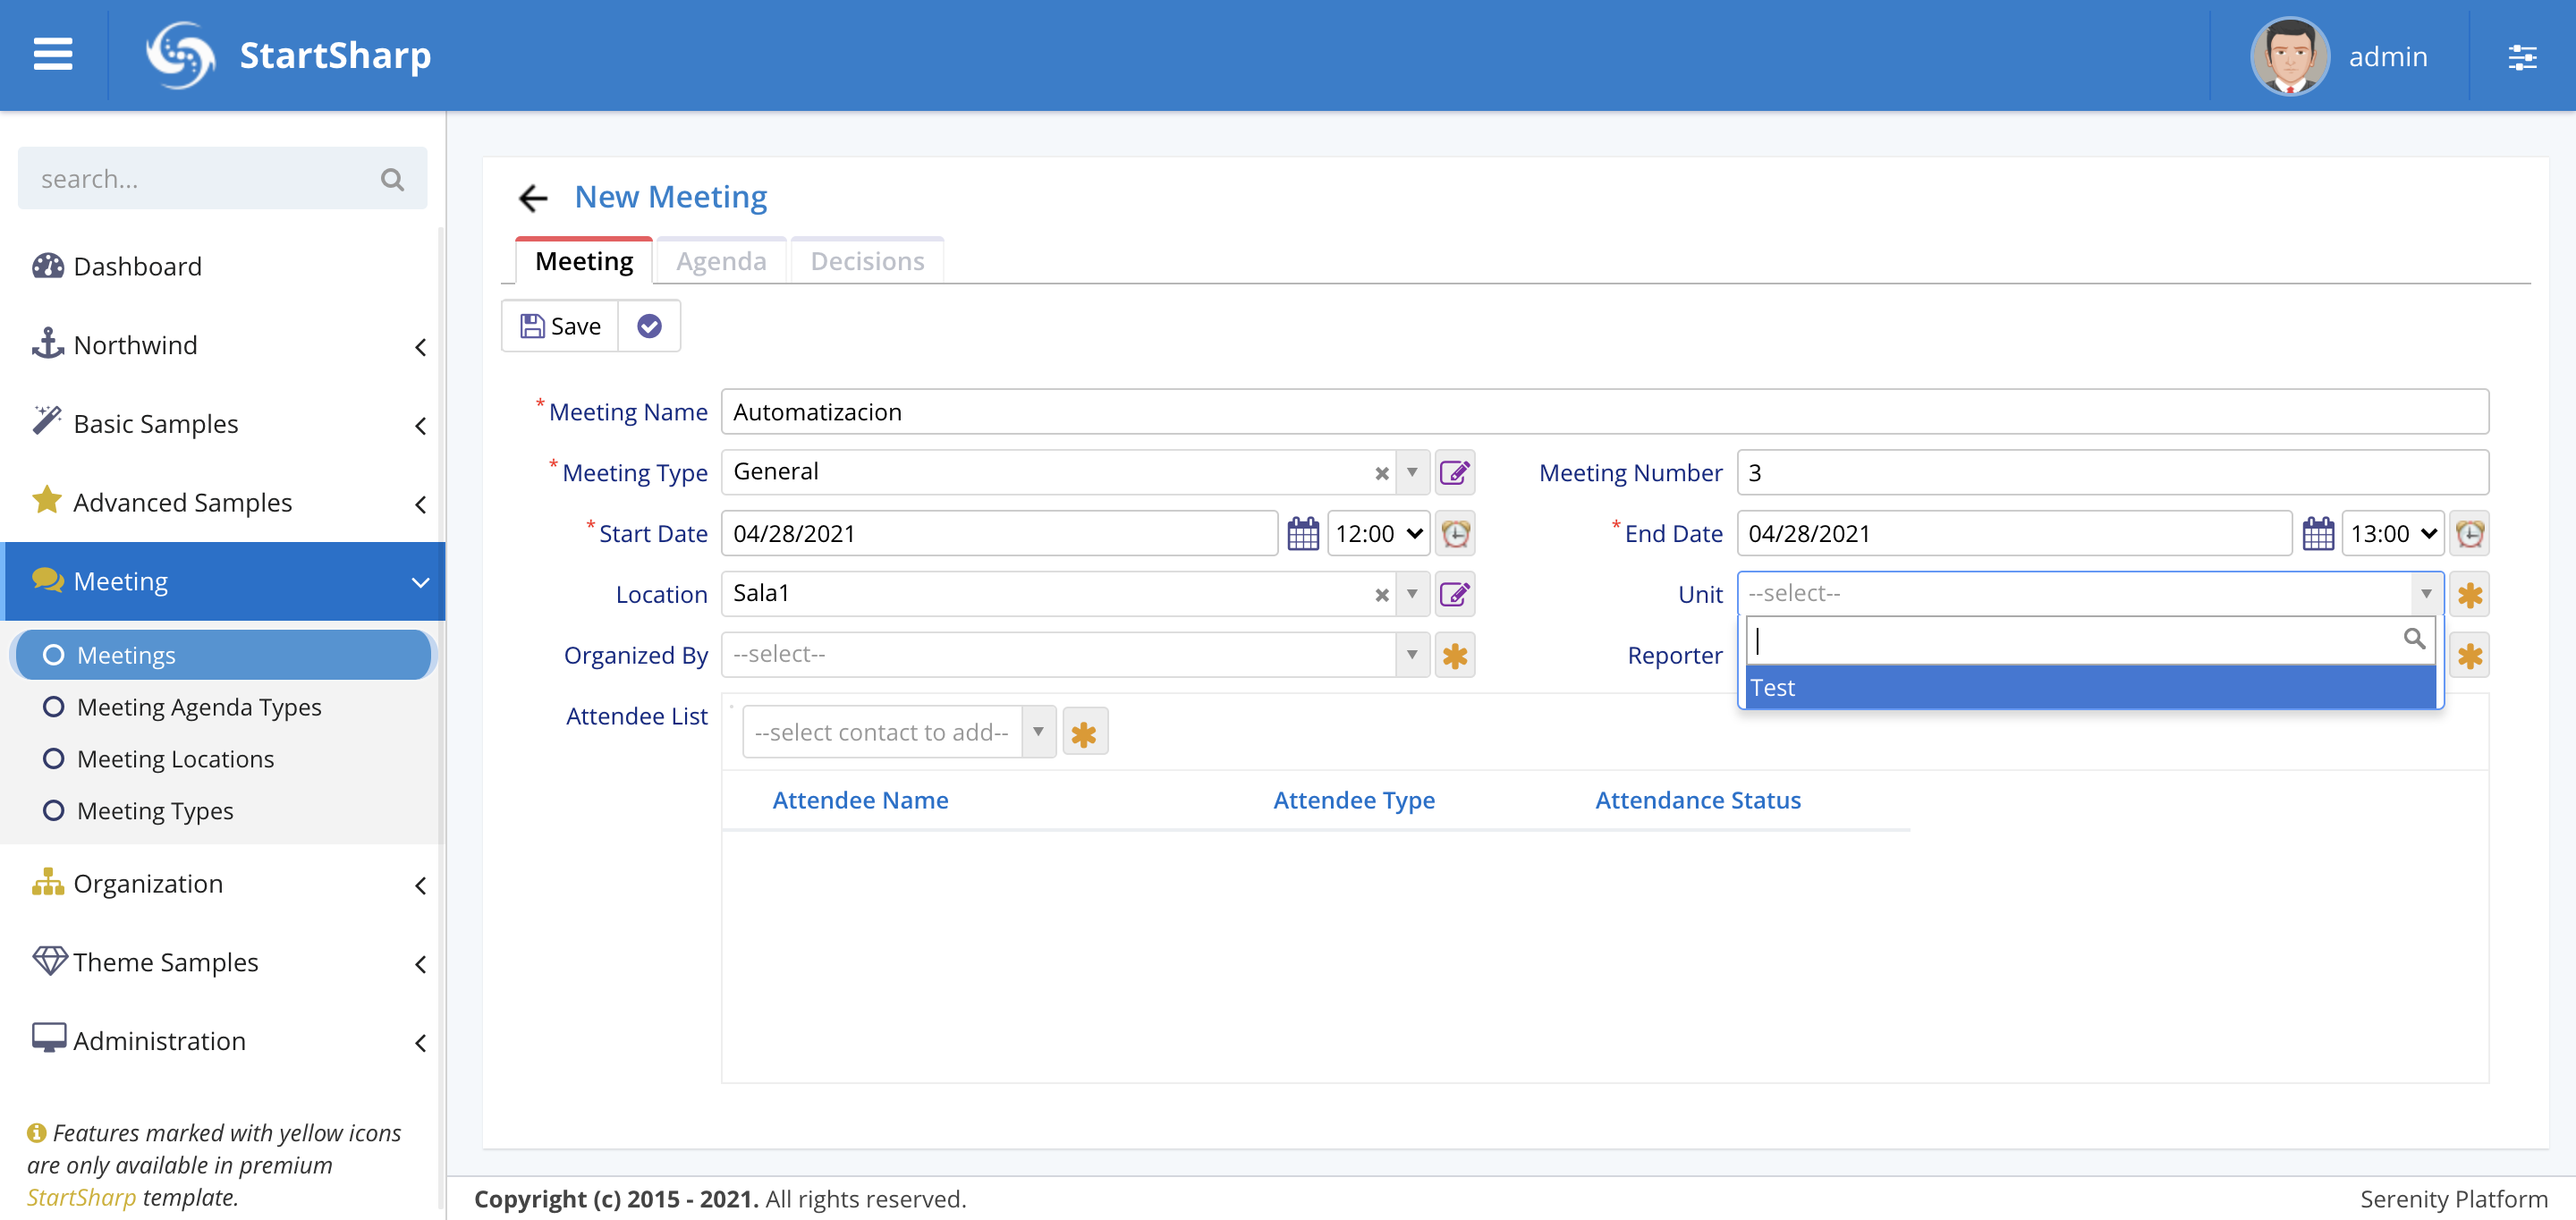 StartSharp
admin
search...
Dashboard
Northwind
Basic Samples
Advanced Samples
Meeting
Meetings
Meeting Agenda Types
Meeting Locations
Meeting Types
Organization
Theme Samples
Administration
Features marked with yellow icons
are only available in premium
StartSharp template.
New Meeting
Meeting Agenda Decisions
Save
* Meeting Name Automatizacion
* Meeting Type General
Meeting Number 3
* Start Date 04/28/2021 12:00
* End Date 04/28/2021 13:00
Location Sala1
Unit --select--
Test
Organized By --select--
Reporter
Attendee List --select contact to add--
Attendee Name Attendee Type Attendance Status
Copyright (c) 2015 - 2021. All rights reserved.
Serenity Platform